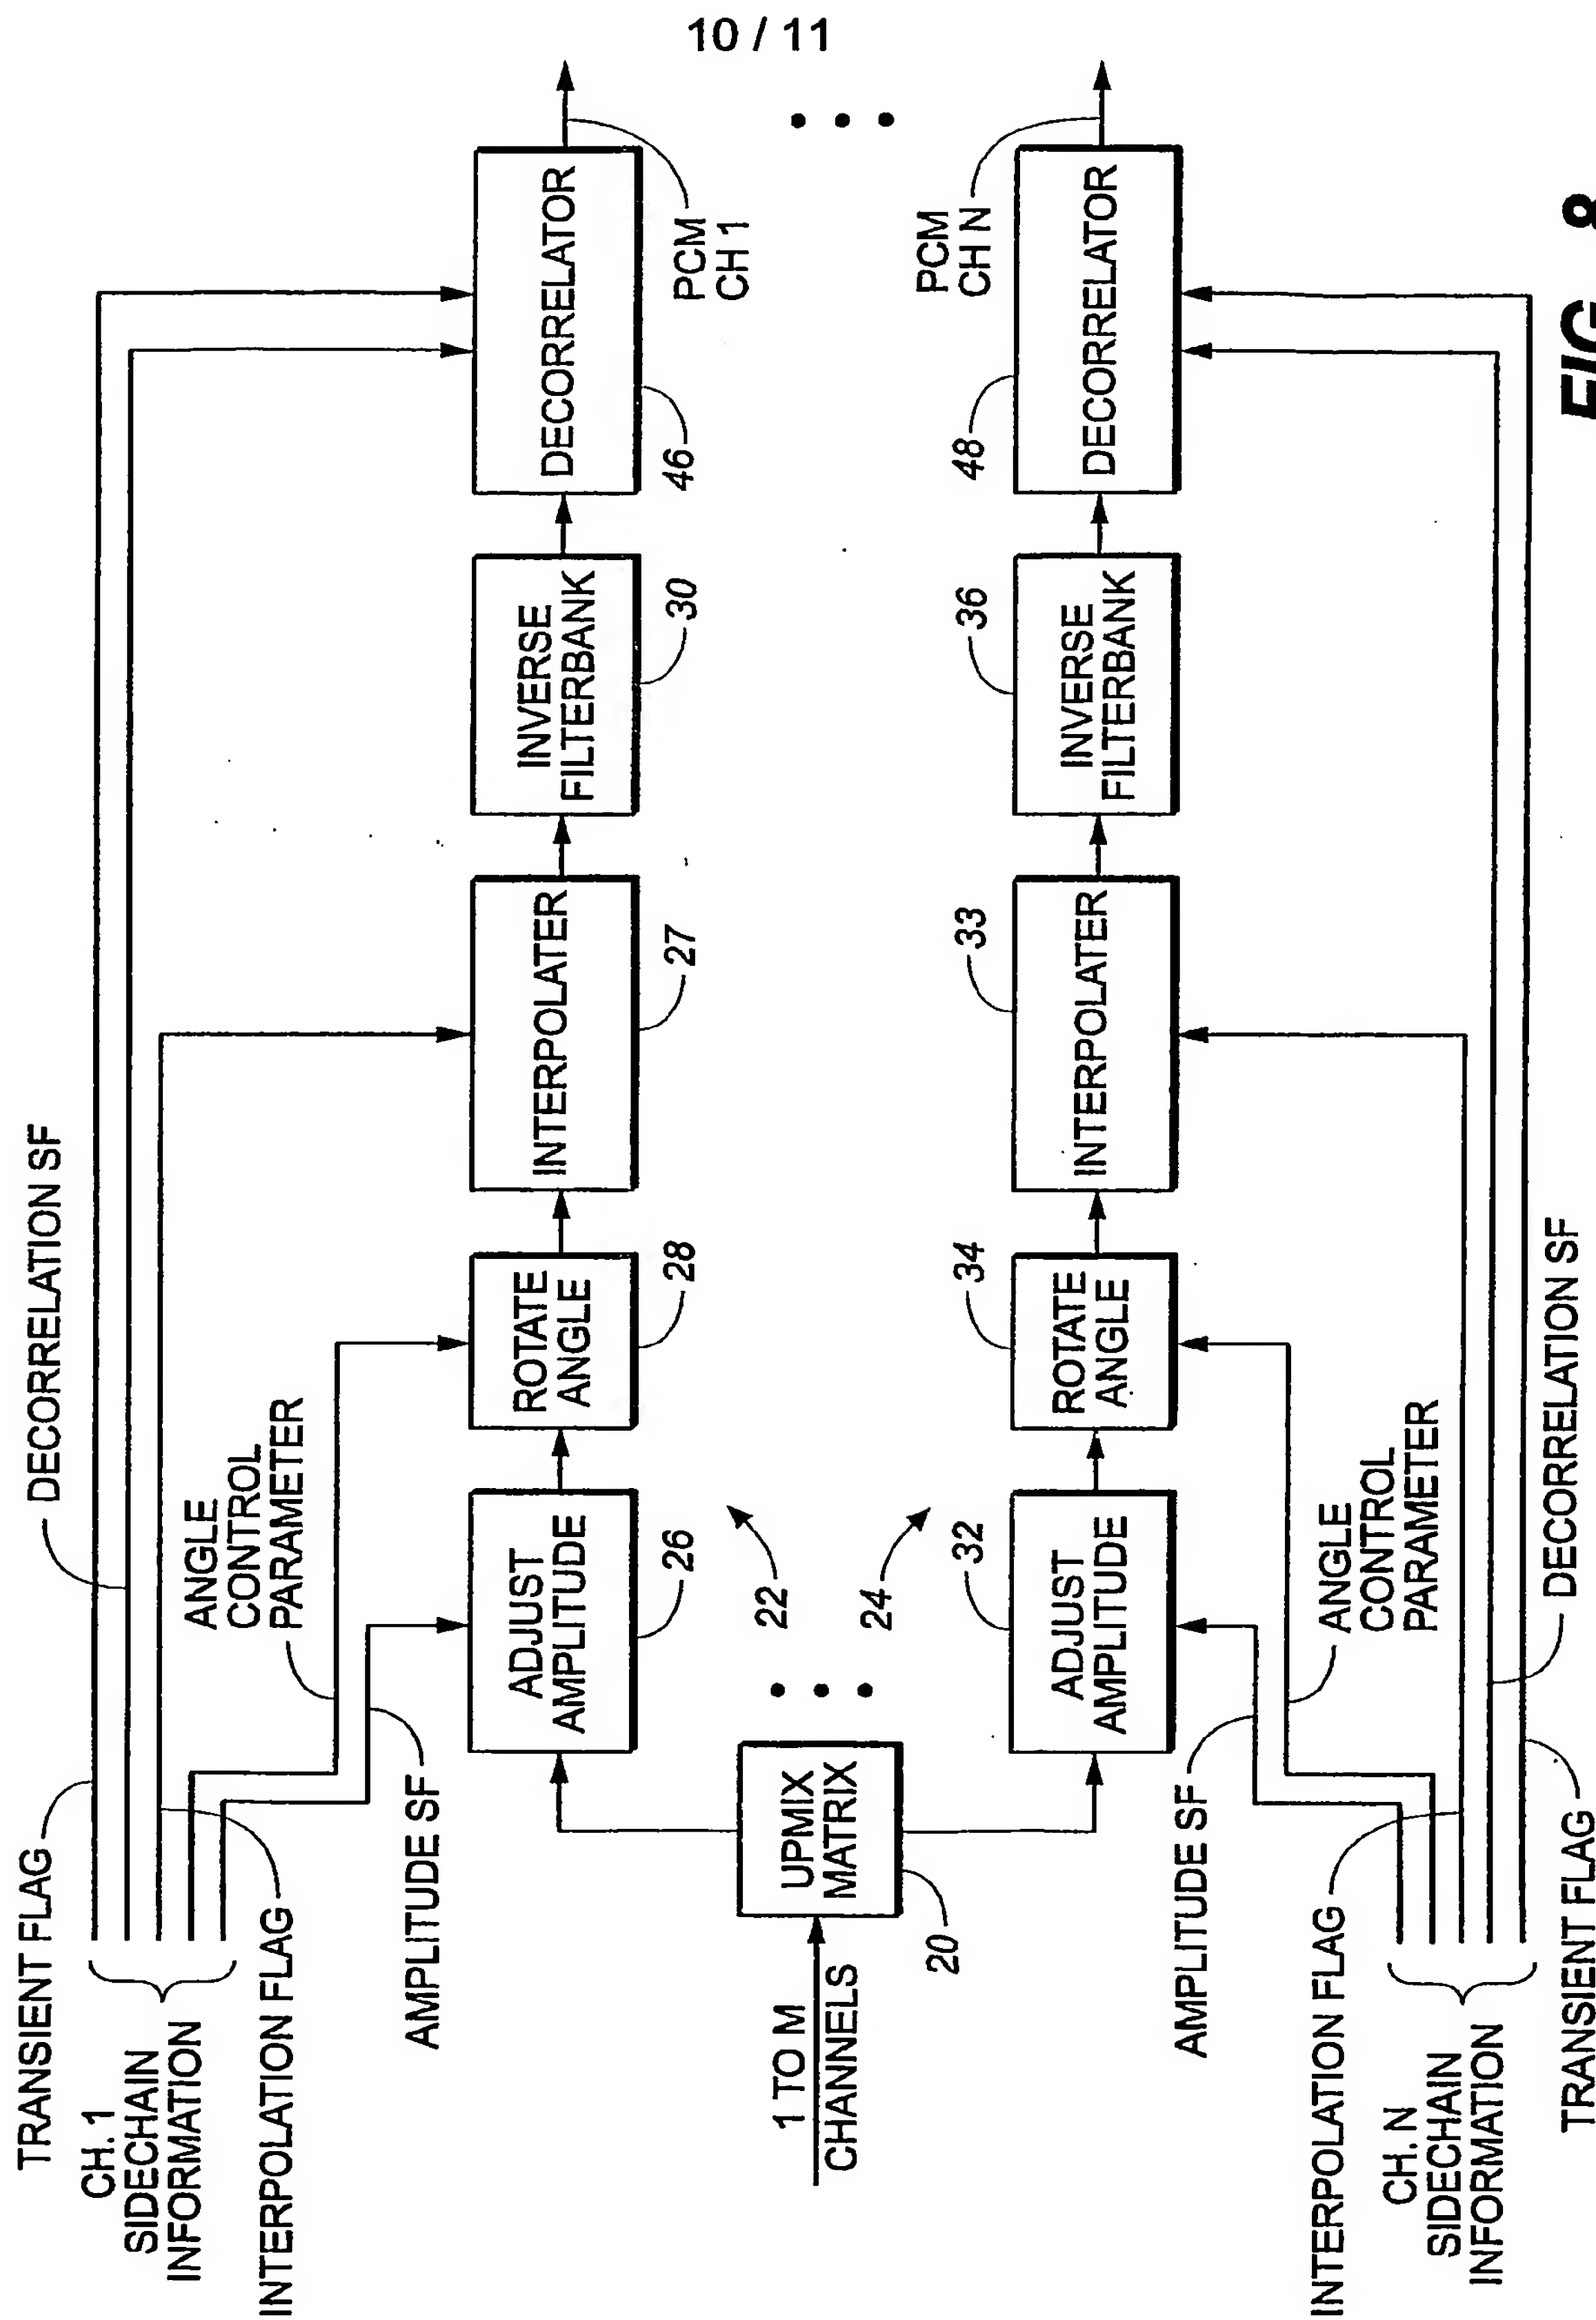 10 / 11
TRANSIENT FLAG
DECORRELATION SF
CH. 1
SIDECHAIN
INFORMATION
INTERPOLATION FLAG
ANGLE
CONTROL
PARAMETER
AMPLITUDE SF
ADJUST
AMPLITUDE
26
ROTATE
ANGLE
28
INTERPOLATER
27
INVERSE
FILTERBANK
30
DECORRELATOR
46
PCM
CH 1
22
1 TO M
CHANNELS
UPMIX
MATRIX
20
24
PCM
CH N
ADJUST
AMPLITUDE
32
ROTATE
ANGLE
34
INTERPOLATER
33
INVERSE
FILTERBANK
36
DECORRELATOR
48
AMPLITUDE SF
ANGLE
CONTROL
PARAMETER
INTERPOLATION FLAG
CH. N
SIDECHAIN
INFORMATION
DECORRELATION SF
TRANSIENT FLAG
FIG. 8